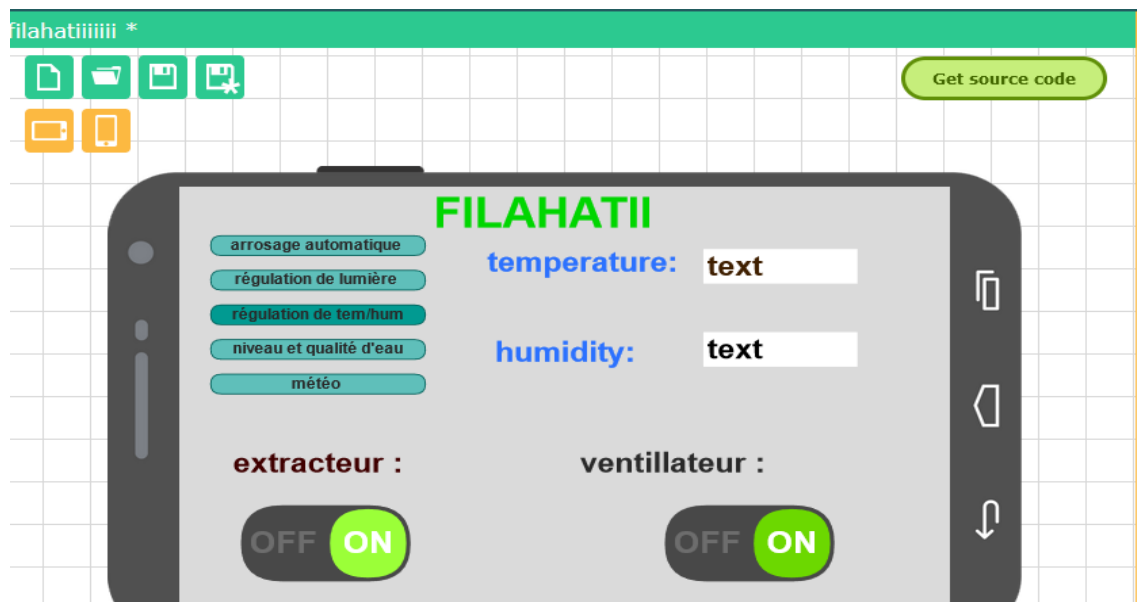 filahatiiiiiii *
Get source code
FILAHATII
arrosage automatique
régulation de lumière
régulation de tem/hum
niveau et qualité d'eau
météo
temperature: text
humidity: text
extracteur : ventillateur :
OFF ON OFF ON